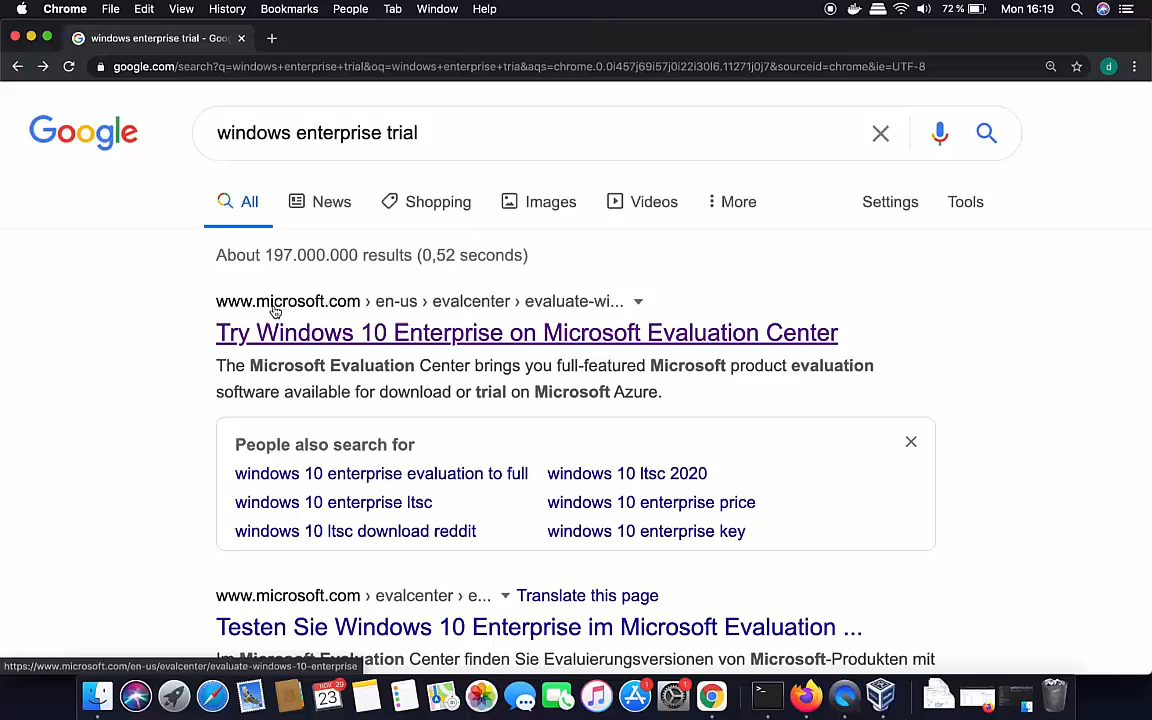 Chrome File Edit View History Bookmarks People Tab Window Help 72 % Mon 16:19
windows enterprise trial - Goo
google.com/search?q=windows+enterprise+trial&oq=windows+enterprise+tria&aqs=chrome.0.0i457j69i57j0i22i30l6.11271j0j7&sourceid=chrome&ie=UTF-8 d
Google windows enterprise trial
All News Shopping Images Videos More Settings Tools
About 197.000.000 results (0,52 seconds)
www.microsoft.com › en-us › evalcenter › evaluate-wi...
Try Windows 10 Enterprise on Microsoft Evaluation Center
The Microsoft Evaluation Center brings you full-featured Microsoft product evaluation
software available for download or trial on Microsoft Azure.
People also search for
windows 10 enterprise evaluation to full windows 10 ltsc 2020
windows 10 enterprise ltsc windows 10 enterprise price
windows 10 ltsc download reddit windows 10 enterprise key
www.microsoft.com › evalcenter › e... Translate this page
Testen Sie Windows 10 Enterprise im Microsoft Evaluation ...
Im Microsoft Evaluation Center finden Sie Evaluierungsversionen von Microsoft-Produkten mit
https://www.microsoft.com/en-us/evalcenter/evaluate-windows-10-enterprise
NOV 23 29 1 1